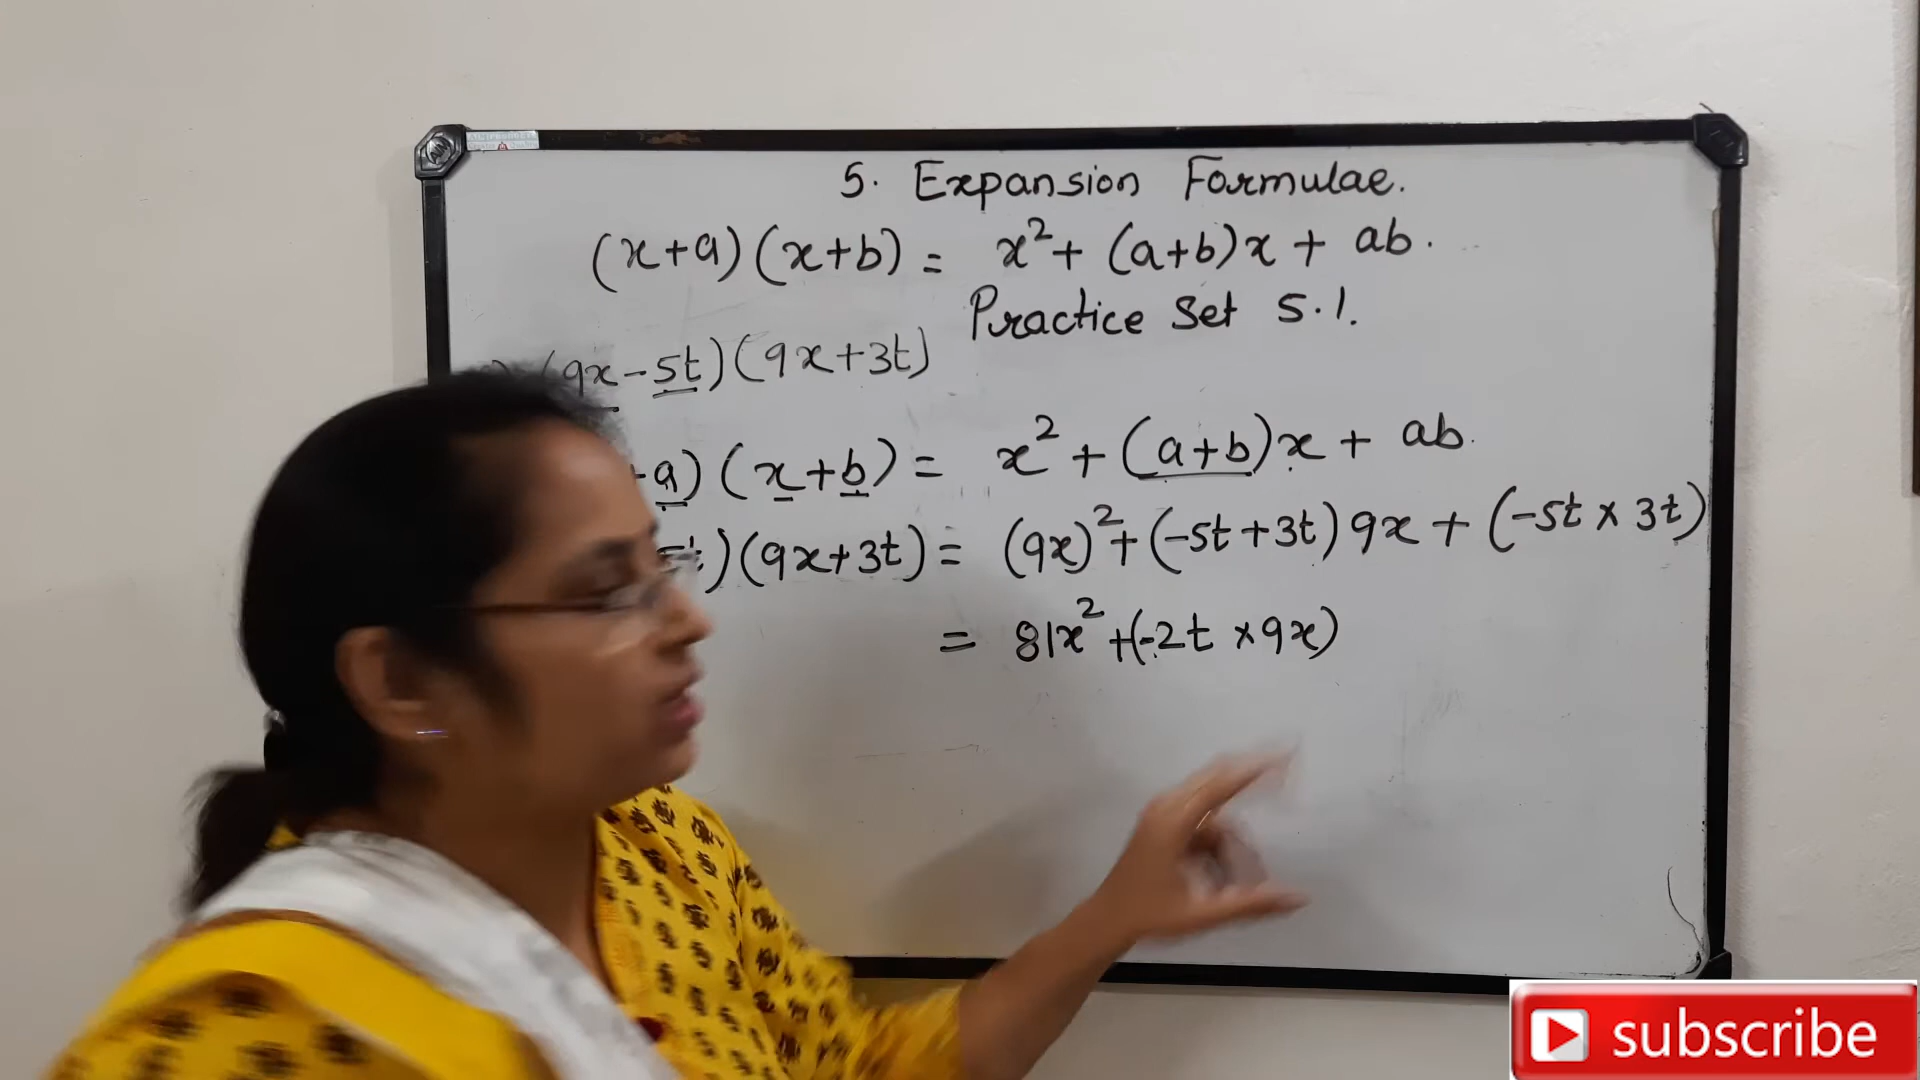 5. Expansion Formulae.
(x+a)(x+b) = x² + (a+b)x + ab.
Practice Set 5.1.
(9x-5t)(9x+3t)
a)(x+b) = x² + (a+b)x + ab.
5t)(9x+3t) = (9x)² + (-5t+3t)9x + (-5t × 3t)
= 81x² + (-2t × 9x)
subscribe